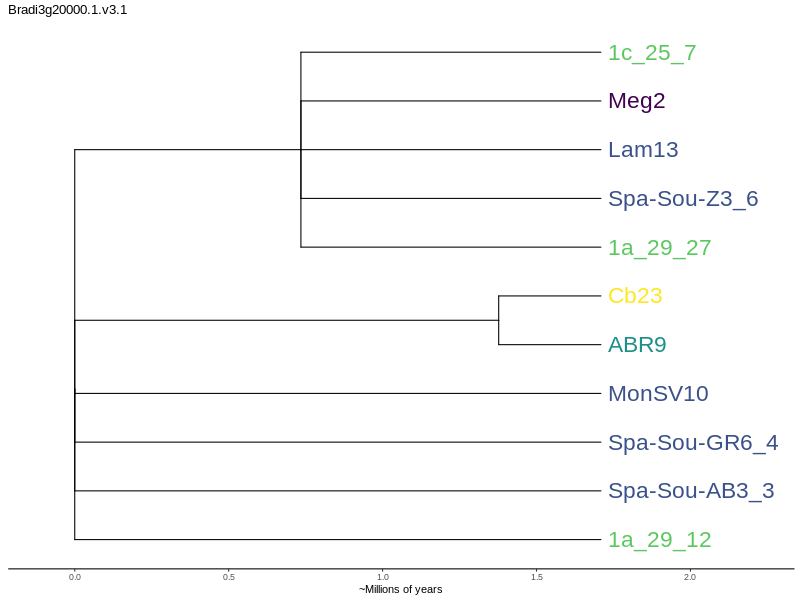 Bradi3g20000.1.v3.1
1c_25_7
Meg2
Lam13
Spa-Sou-Z3_6
1a_29_27
Cb23
ABR9
MonSV10
Spa-Sou-GR6_4
Spa-Sou-AB3_3
1a_29_12
0.0 0.5 1.0 1.5 2.0
~Millions of years